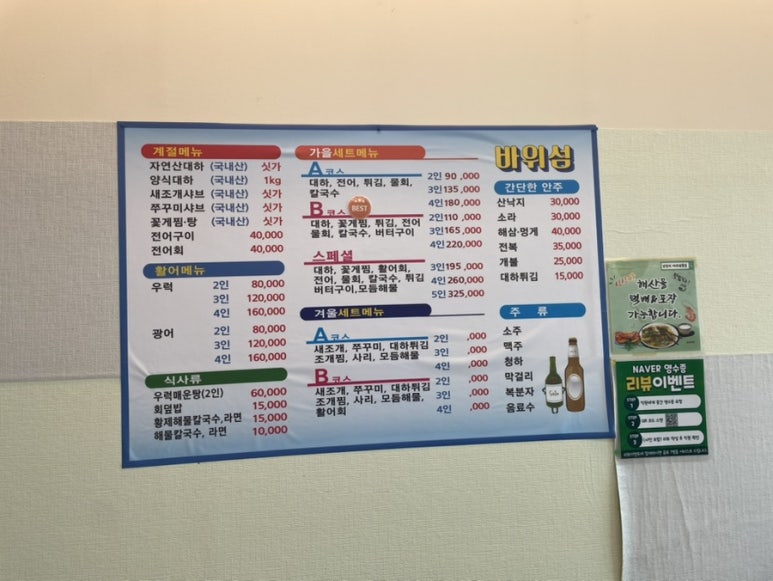 계절메뉴
자연산대하 (국내산) 싯가
양식대하 (국내산) 1kg
새조개샤브 (국내산) 싯가
쭈꾸미샤브 (국내산) 싯가
꽃게찜·탕 (국내산) 싯가
전어구이 40,000
전어회 40,000
활어메뉴
우럭 2인 80,000
3인 120,000
4인 160,000
광어 2인 80,000
3인 120,000
4인 160,000
식사류
우럭매운탕(2인) 60,000
회덮밥 15,000
황제해물칼국수,라면 15,000
해물칼국수, 라면 10,000
가을세트메뉴
A코스
대하, 전어, 튀김, 물회,
칼국수
2인 90 ,000
3인 135 ,000
4인 180,000
B코스 BEST
대하, 꽃게찜, 튀김, 전어
물회, 칼국수, 버터구이
2인 110 ,000
3인 165 ,000
4인 220,000
스페셜
대하, 꽃게찜, 활어회,
전어, 물회, 칼국수, 튀김
버터구이,모듬해물
3인 195 ,000
4인 260,000
5인 325,000
겨울세트메뉴
A코스
새조개, 쭈꾸미, 대하튀김
조개찜, 사리, 모듬해물
2인 ,000
3인 ,000
4인 ,000
B코스
새조개, 쭈꾸미, 대하튀김
조개찜, 사리, 모듬해물,
활어회
2인 ,000
3인 ,000
4인 ,000
바위섬
간단한 안주
산낙지 30,000
소라 30,000
해삼·멍게 40,000
전복 35,000
개불 25,000
대하튀김 15,000
주 류
소주
맥주
청하
막걸리
복분자
음료수
해산물
택배&포장
가능합니다.
NAVER 영수증
리뷰이벤트
STEP 1
STEP 2
STEP 3